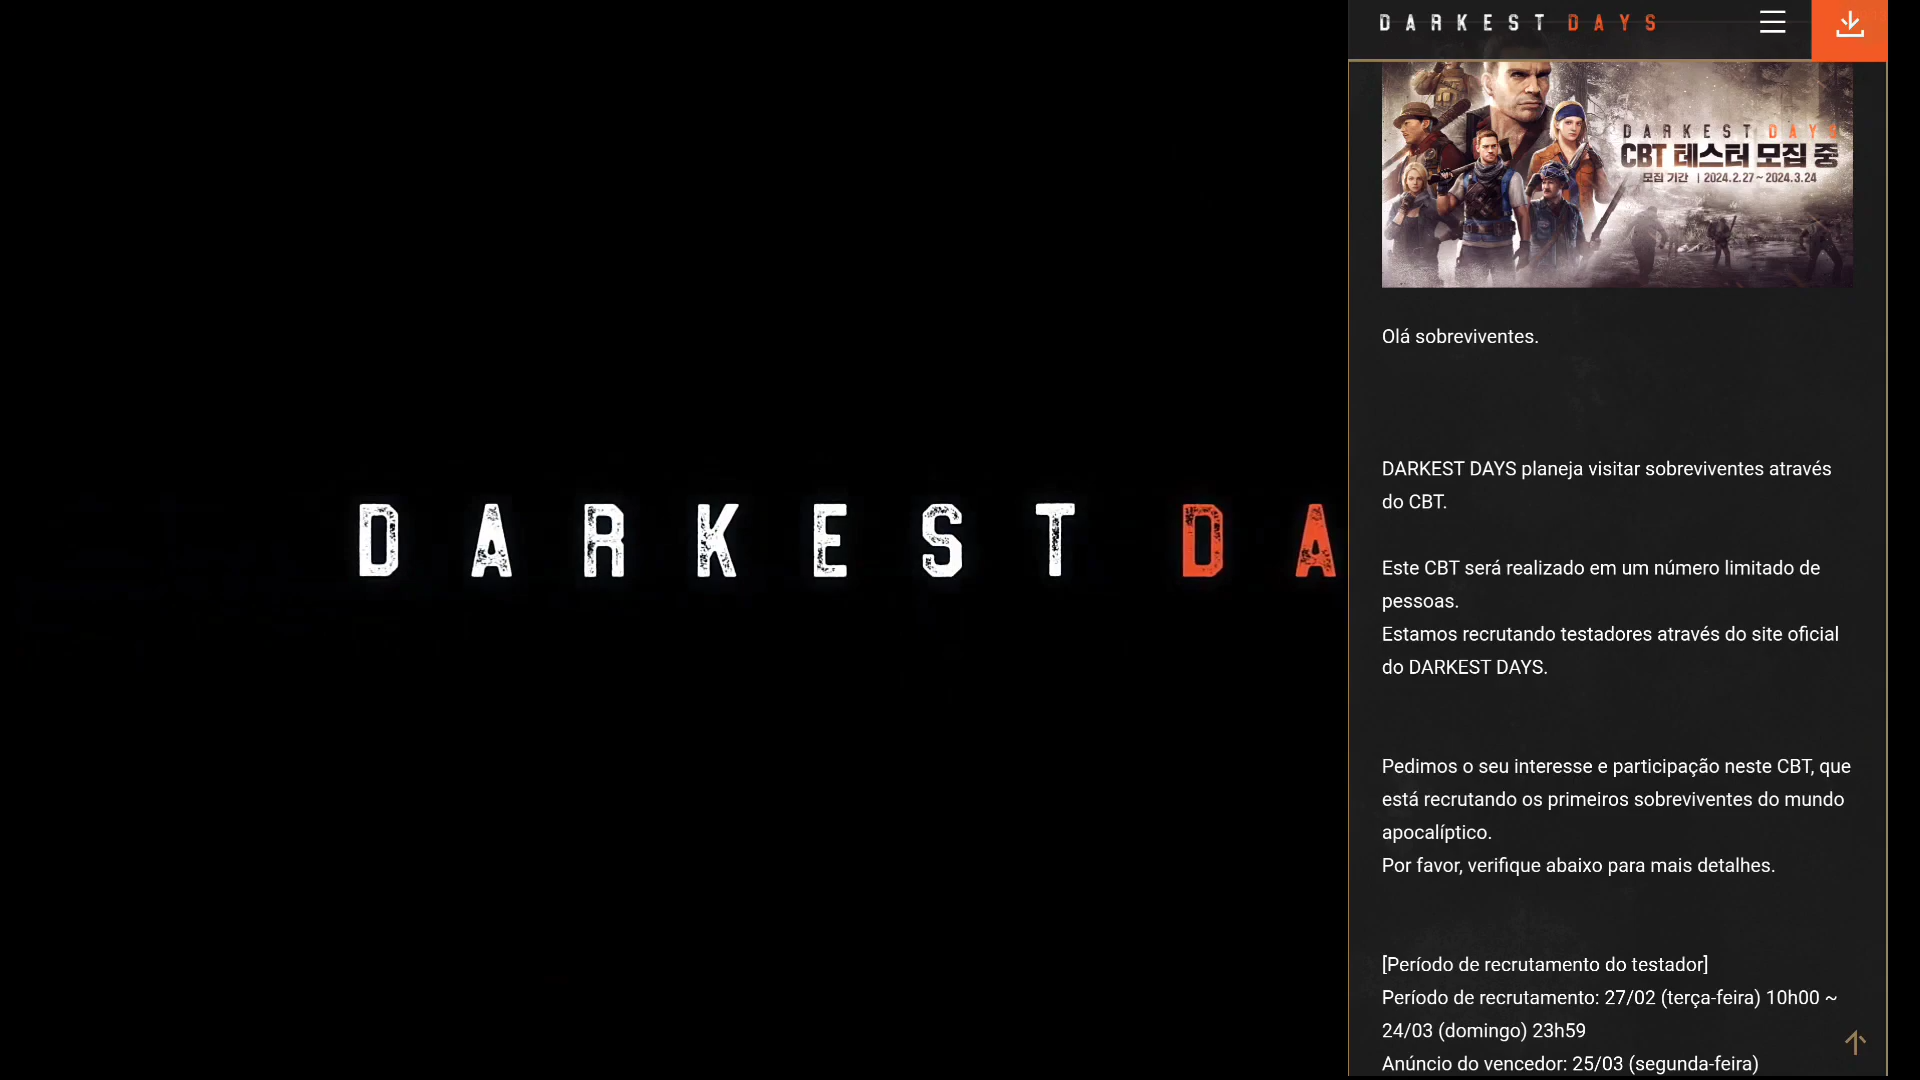 DARKEST DA
DARKEST DAYS
DARKEST DAYS
CBT 테스터 모집 중
모집 기간 | 2024.2.27 ~ 2024.3.24
Olá sobreviventes.
DARKEST DAYS planeja visitar sobreviventes através
do CBT.
Este CBT será realizado em um número limitado de
pessoas.
Estamos recrutando testadores através do site oficial
do DARKEST DAYS.
Pedimos o seu interesse e participação neste CBT, que
está recrutando os primeiros sobreviventes do mundo
apocalíptico.
Por favor, verifique abaixo para mais detalhes.
[Período de recrutamento do testador]
Período de recrutamento: 27/02 (terça-feira) 10h00 ~
24/03 (domingo) 23h59
Anúncio do vencedor: 25/03 (segunda-feira)